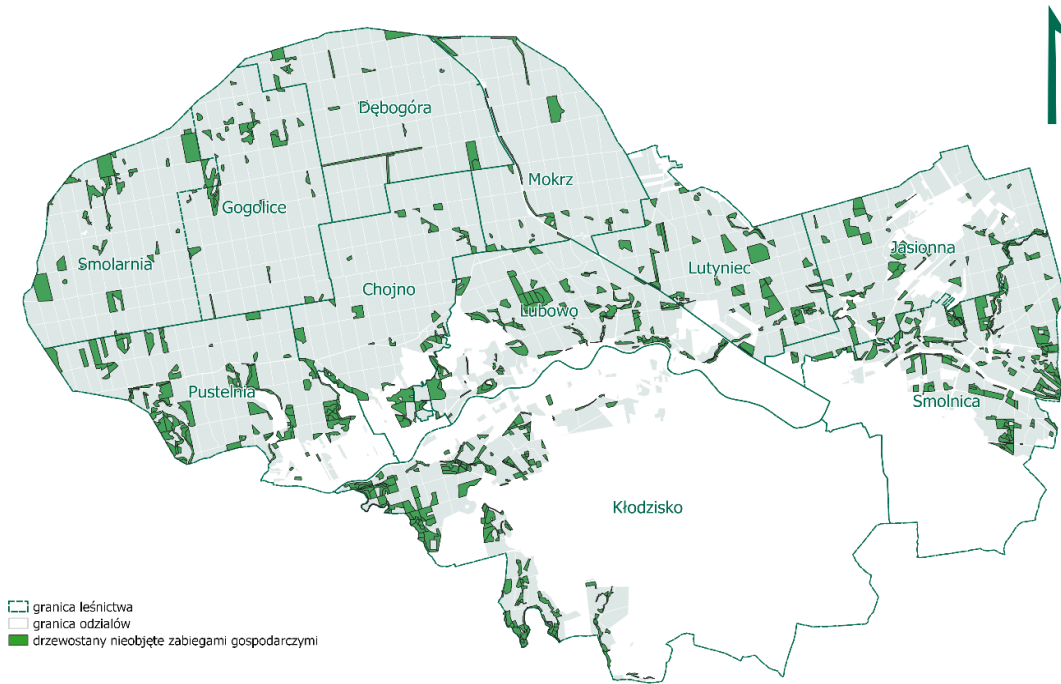 Dębogóra
Mokrz
Gogolice
Jasionna
Smolarnia
Lutyniec
Chojno
Lubowo
Pustelnia
Smolnica
Kłodzisko
granica leśnictwa
granica odziałów
drzewostany nieobjęte zabiegami gospodarczymi